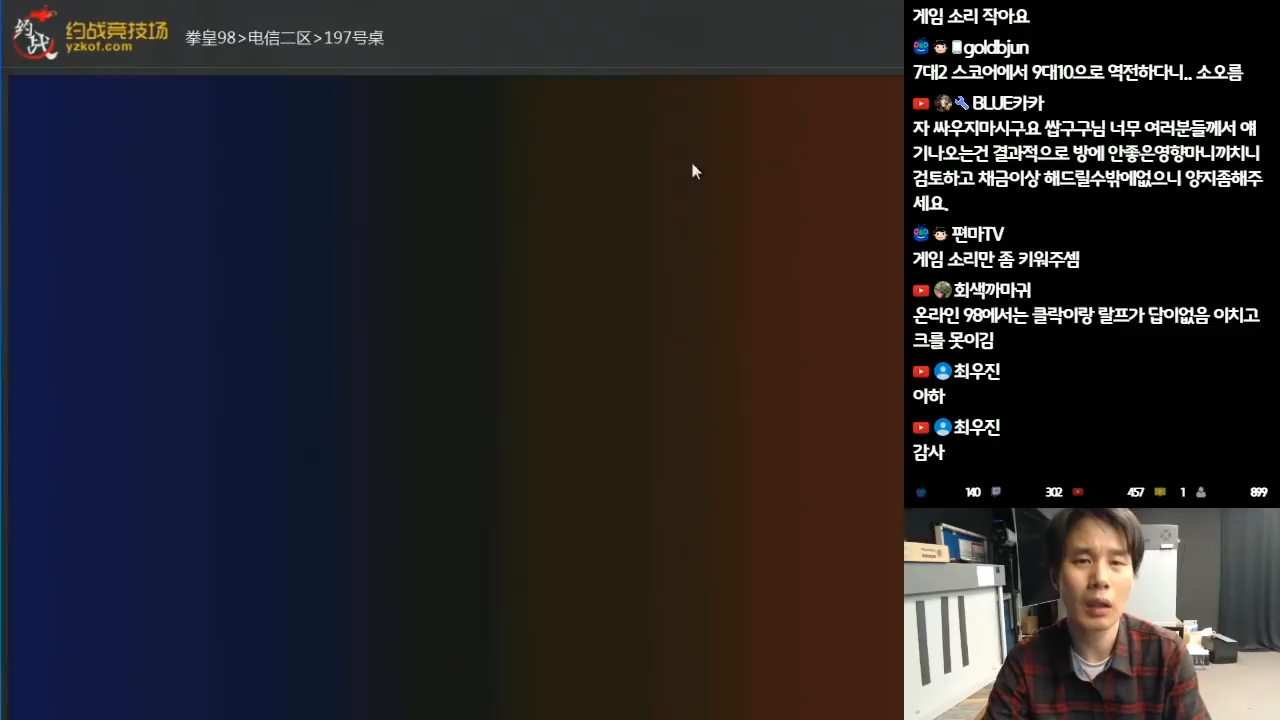 约战
约战竞技场
yzkof.com
拳皇98>电信二区>197号桌
게임 소리 작아요
goldbjun
7대2 스코어에서 9대10으로 역전하다니.. 소오름
BLUE카카
자 싸우지마시구요 쌉구구님 너무 여러분들께서 얘
기나오는건 결과적으로 방에 안좋은영향마니끼치니
검토하고 채금이상 해드릴수밖에없으니 양지좀해주
세요.
편마TV
게임 소리만 좀 키워주셈
회색까마귀
온라인 98에서는 클락이랑 랄프가 답이없음 이치고
크를 못이김
최우진
아하
최우진
감사
140 302 457 1 899